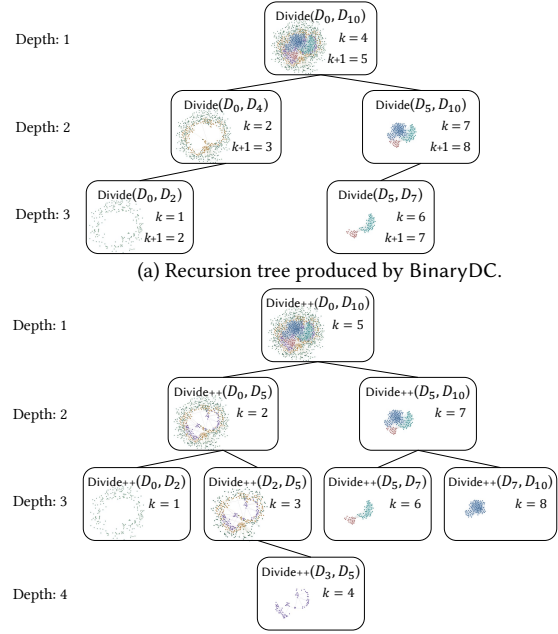 Depth: 1
Divide(D₀, D₁₀)
k = 4
k+1 = 5
Depth: 2
Divide(D₀, D₄)
k = 2
k+1 = 3
Divide(D₅, D₁₀)
k = 7
k+1 = 8
Depth: 3
Divide(D₀, D₂)
k = 1
k+1 = 2
Divide(D₅, D₇)
k = 6
k+1 = 7
(a) Recursion tree produced by BinaryDC.
Depth: 1
Divide++(D₀, D₁₀)
k = 5
Depth: 2
Divide++(D₀, D₅)
k = 2
Divide++(D₅, D₁₀)
k = 7
Depth: 3
Divide++(D₀, D₂)
k = 1
Divide++(D₂, D₅)
k = 3
Divide++(D₅, D₇)
k = 6
Divide++(D₇, D₁₀)
k = 8
Depth: 4
Divide++(D₃, D₅)
k = 4